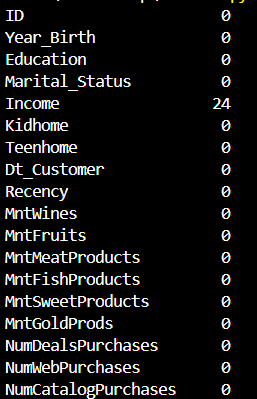 ID 0
Year_Birth 0
Education 0
Marital_Status 0
Income 24
Kidhome 0
Teenhome 0
Dt_Customer 0
Recency 0
MntWines 0
MntFruits 0
MntMeatProducts 0
MntFishProducts 0
MntSweetProducts 0
MntGoldProds 0
NumDealsPurchases 0
NumWebPurchases 0
NumCatalogPurchases 0